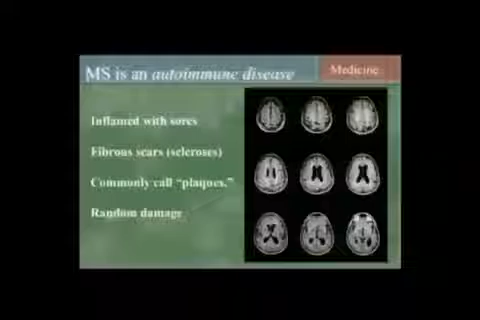 MS is an autoimmune disease
Medicine
Inflamed with sores
Fibrous scars (scleroses)
Commonly call “plaques.”
Random damage